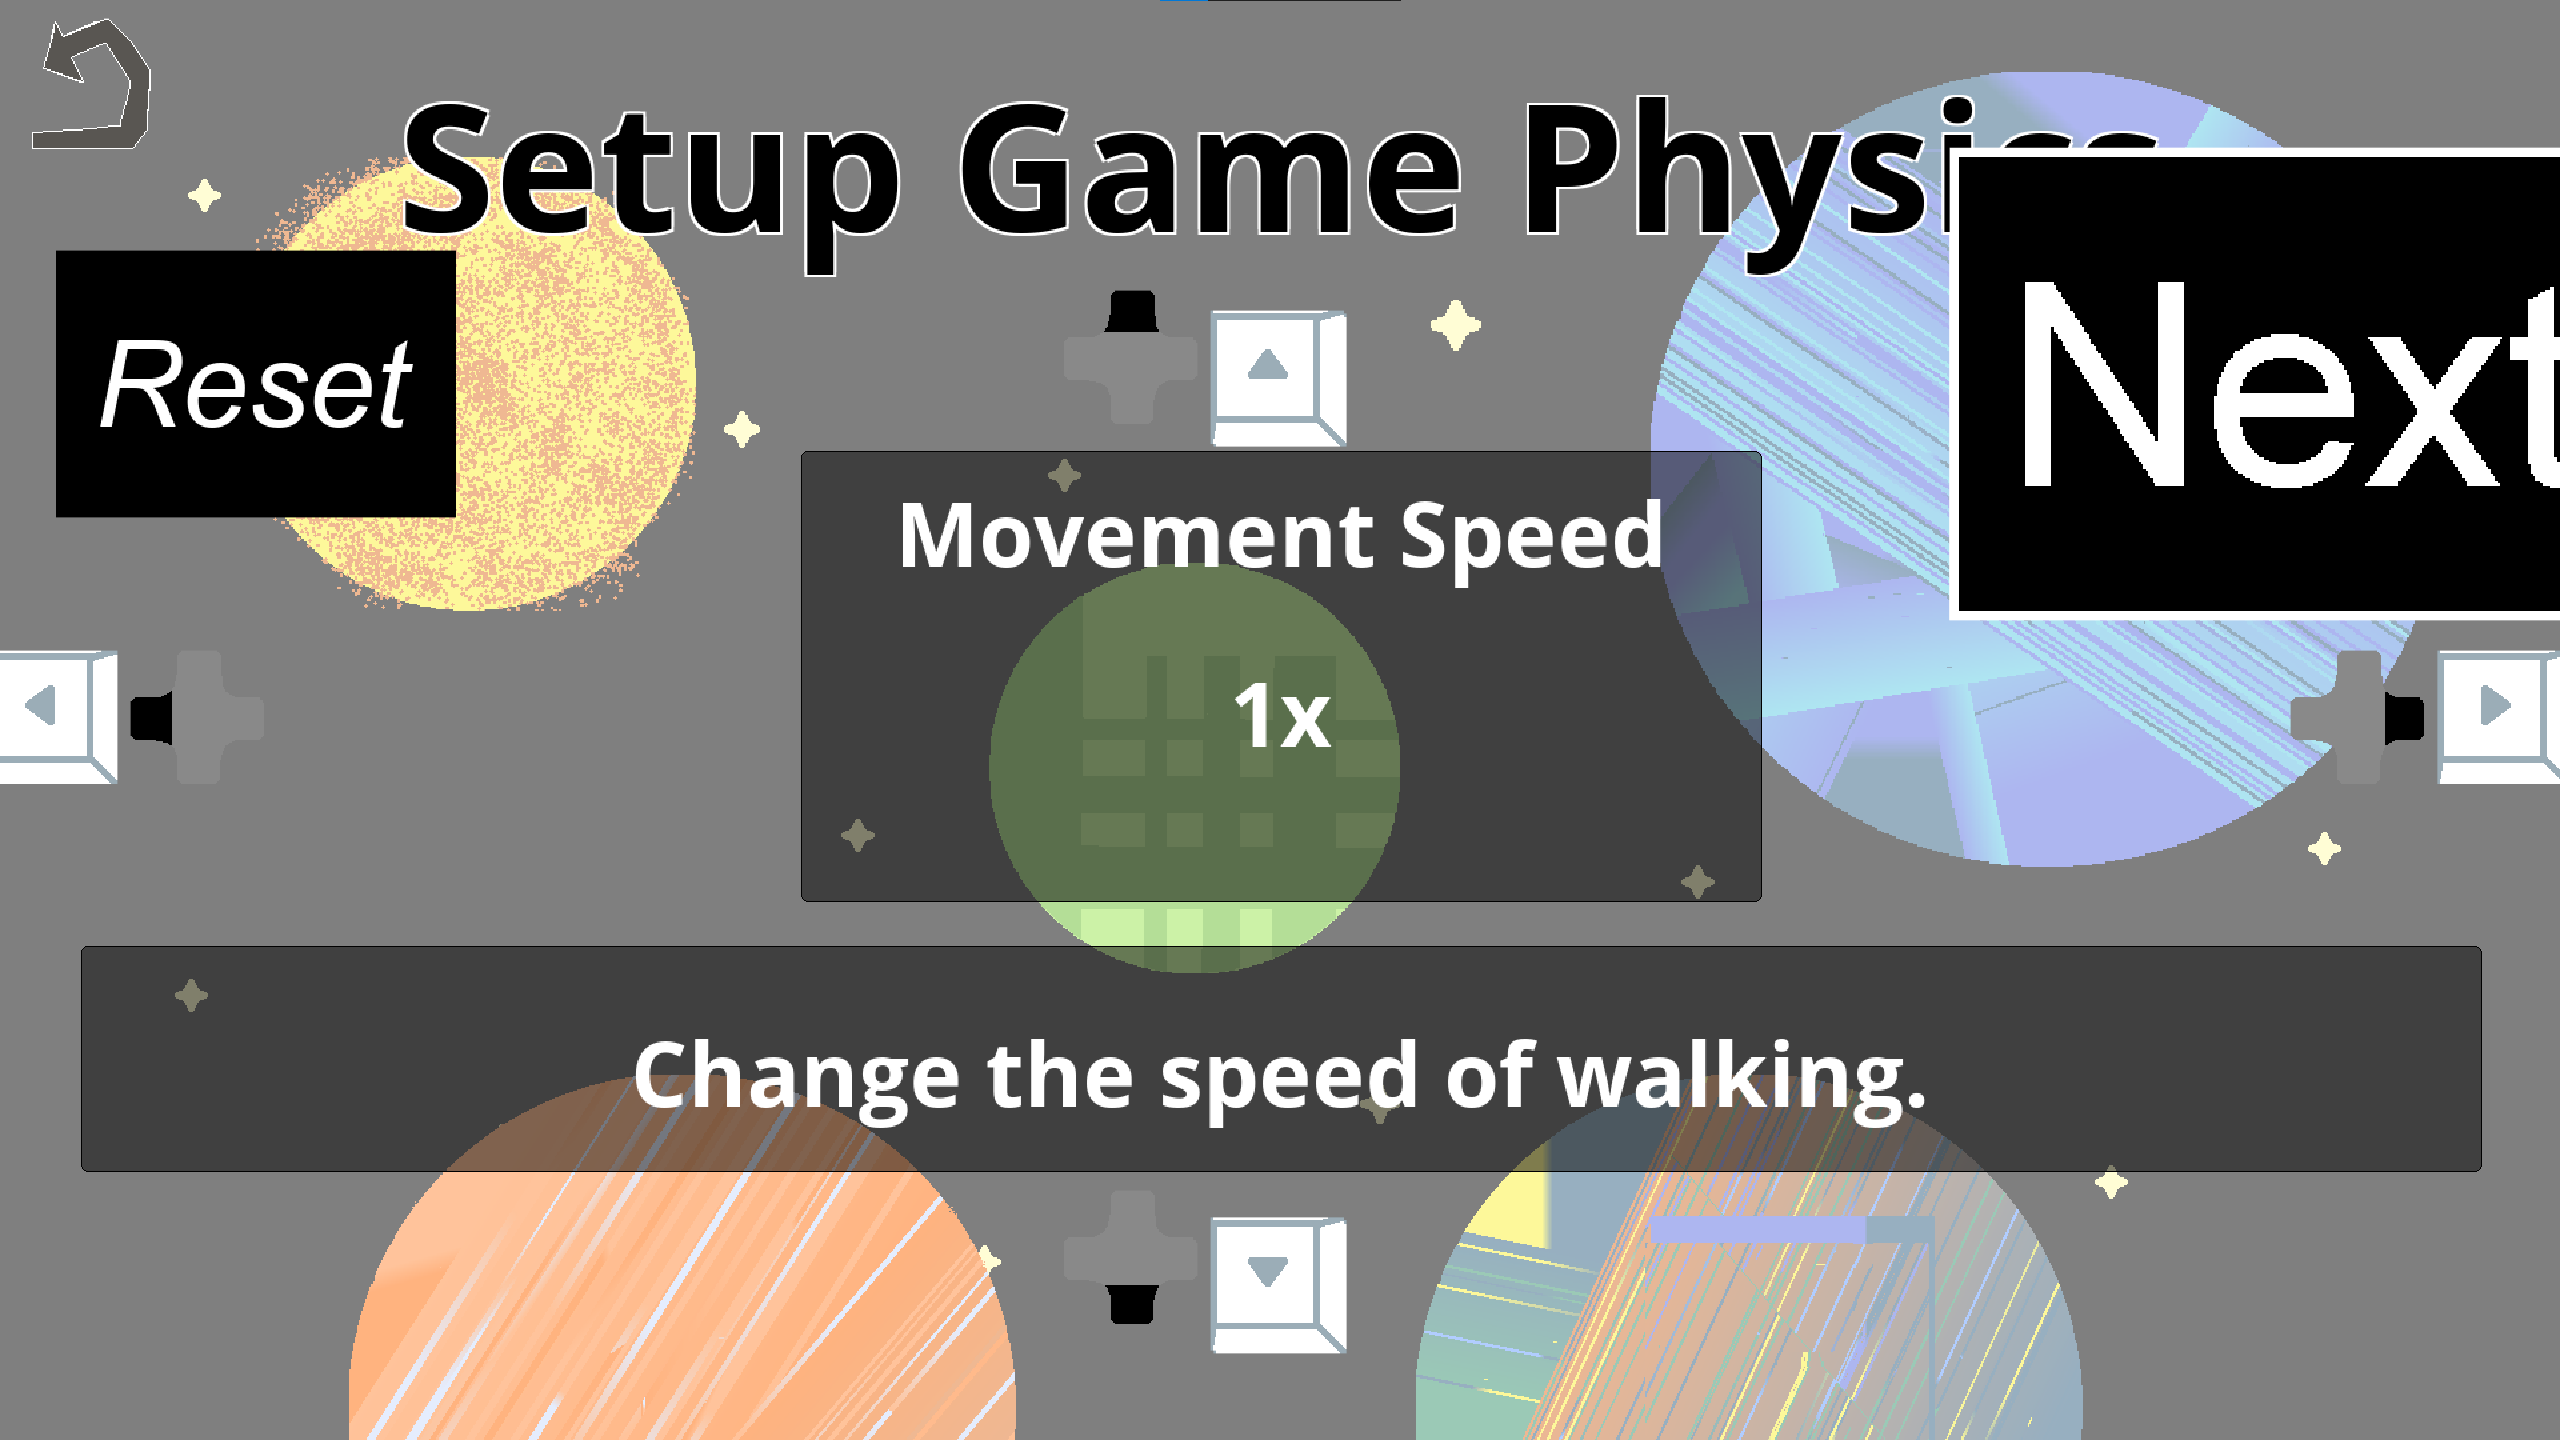 Setup Game Physics
Reset
Next
Movement Speed
1x
Change the speed of walking.